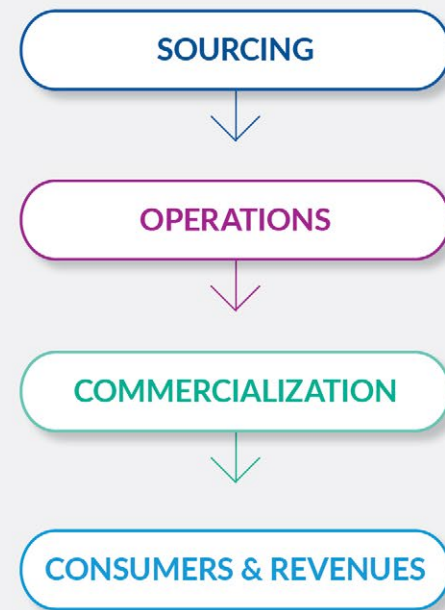 SOURCING
OPERATIONS
COMMERCIALIZATION
CONSUMERS & REVENUES